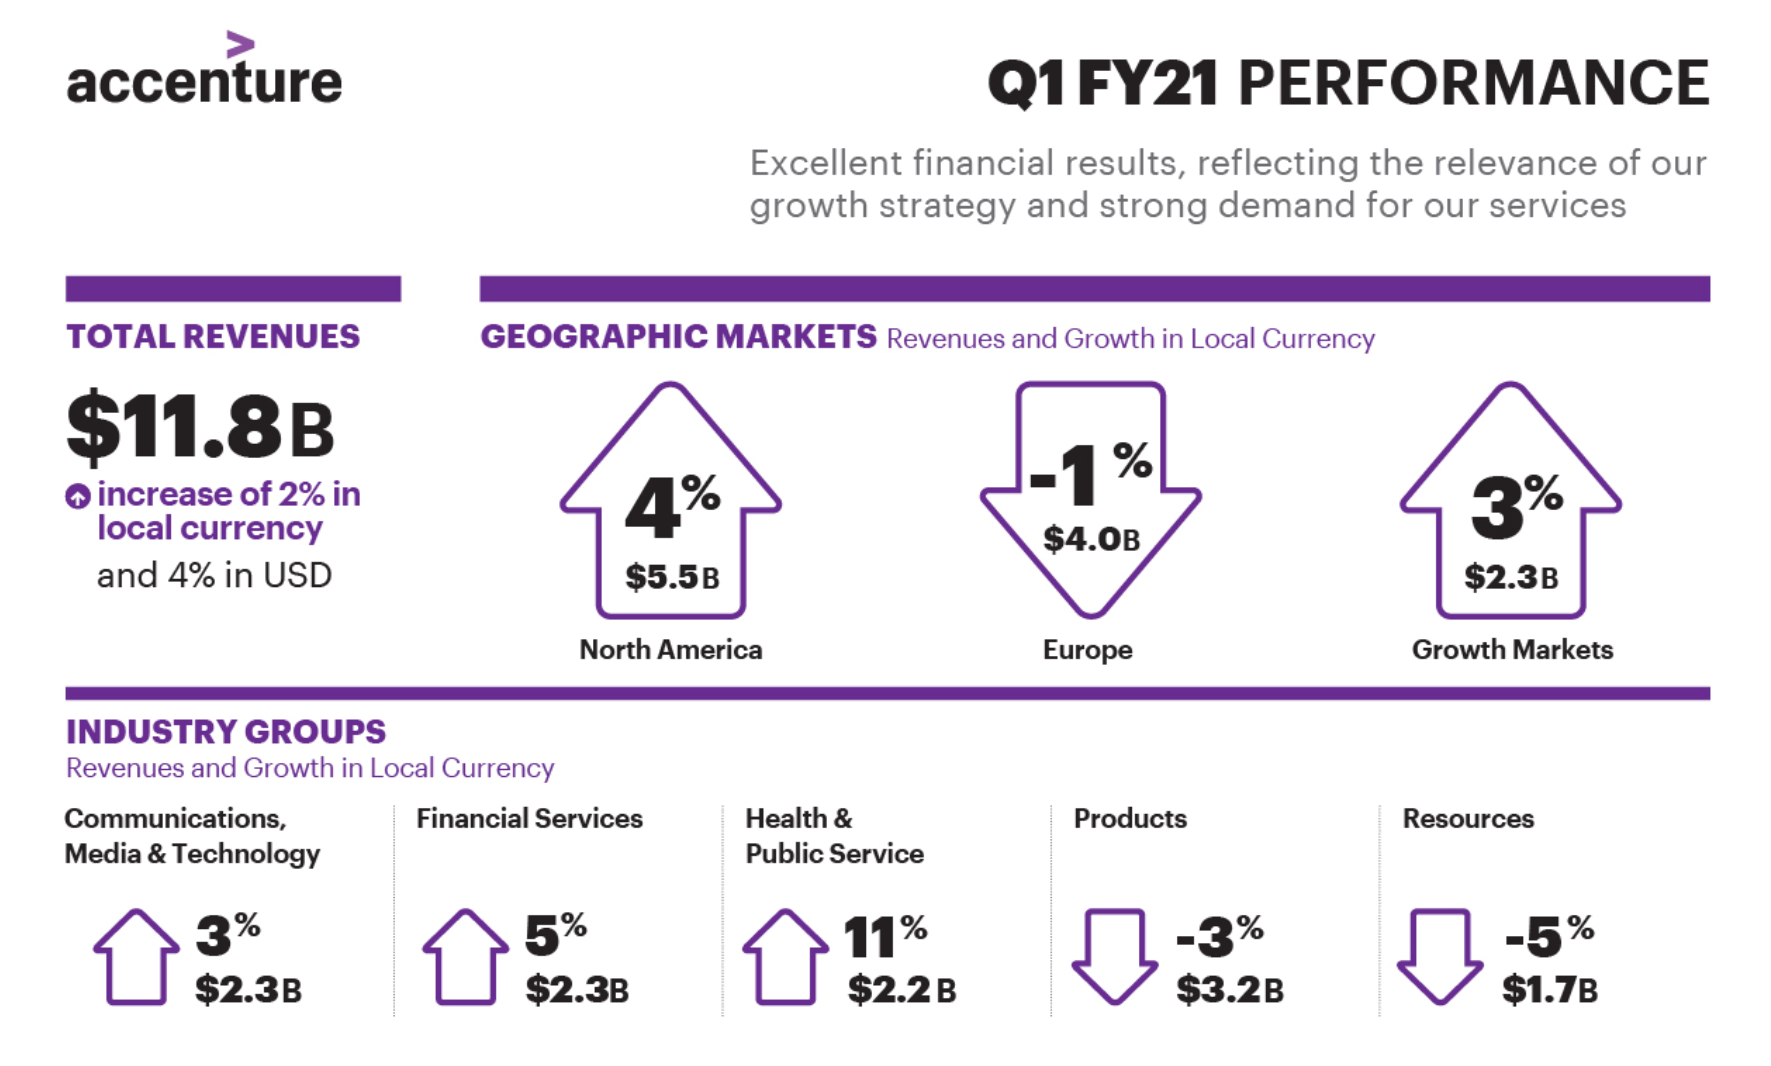 accenture
Q1 FY21 PERFORMANCE
Excellent financial results, reflecting the relevance of our
growth strategy and strong demand for our services
TOTAL REVENUES
$11.8B
increase of 2% in
local currency
and 4% in USD
GEOGRAPHIC MARKETS Revenues and Growth in Local Currency
4%
$5.5B
North America
-1%
$4.0B
Europe
3%
$2.3B
Growth Markets
INDUSTRY GROUPS
Revenues and Growth in Local Currency
Communications,
Media & Technology
3%
$2.3B
Financial Services
5%
$2.3B
Health &
Public Service
11%
$2.2B
Products
-3%
$3.2B
Resources
-5%
$1.7B